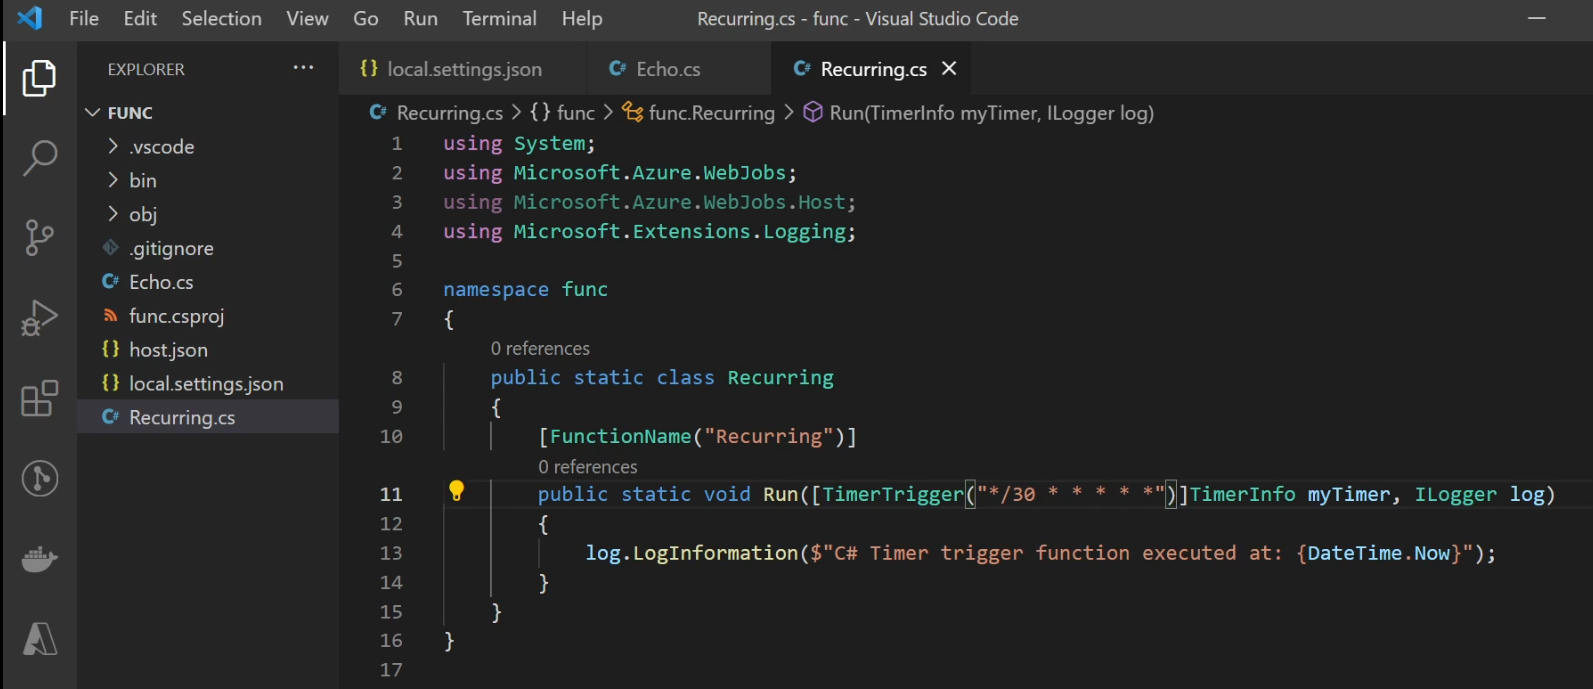 File Edit Selection View Go Run Terminal Help Recurring.cs - func - Visual Studio Code
EXPLORER ...
FUNC
.vscode
bin
obj
.gitignore
Echo.cs
func.csproj
host.json
local.settings.json
Recurring.cs
{} local.settings.json C# Echo.cs C# Recurring.cs
C# Recurring.cs > {} func > func.Recurring > Run(TimerInfo myTimer, ILogger log)
1 using System;
2 using Microsoft.Azure.WebJobs;
3 using Microsoft.Azure.WebJobs.Host;
4 using Microsoft.Extensions.Logging;
5
6 namespace func
7 {
0 references
8 public static class Recurring
9 {
10 [FunctionName("Recurring")]
0 references
11 public static void Run([TimerTrigger("*/30 * * * * *")]TimerInfo myTimer, ILogger log)
12 {
13 log.LogInformation($"C# Timer trigger function executed at: {DateTime.Now}");
14 }
15 }
16 }
17